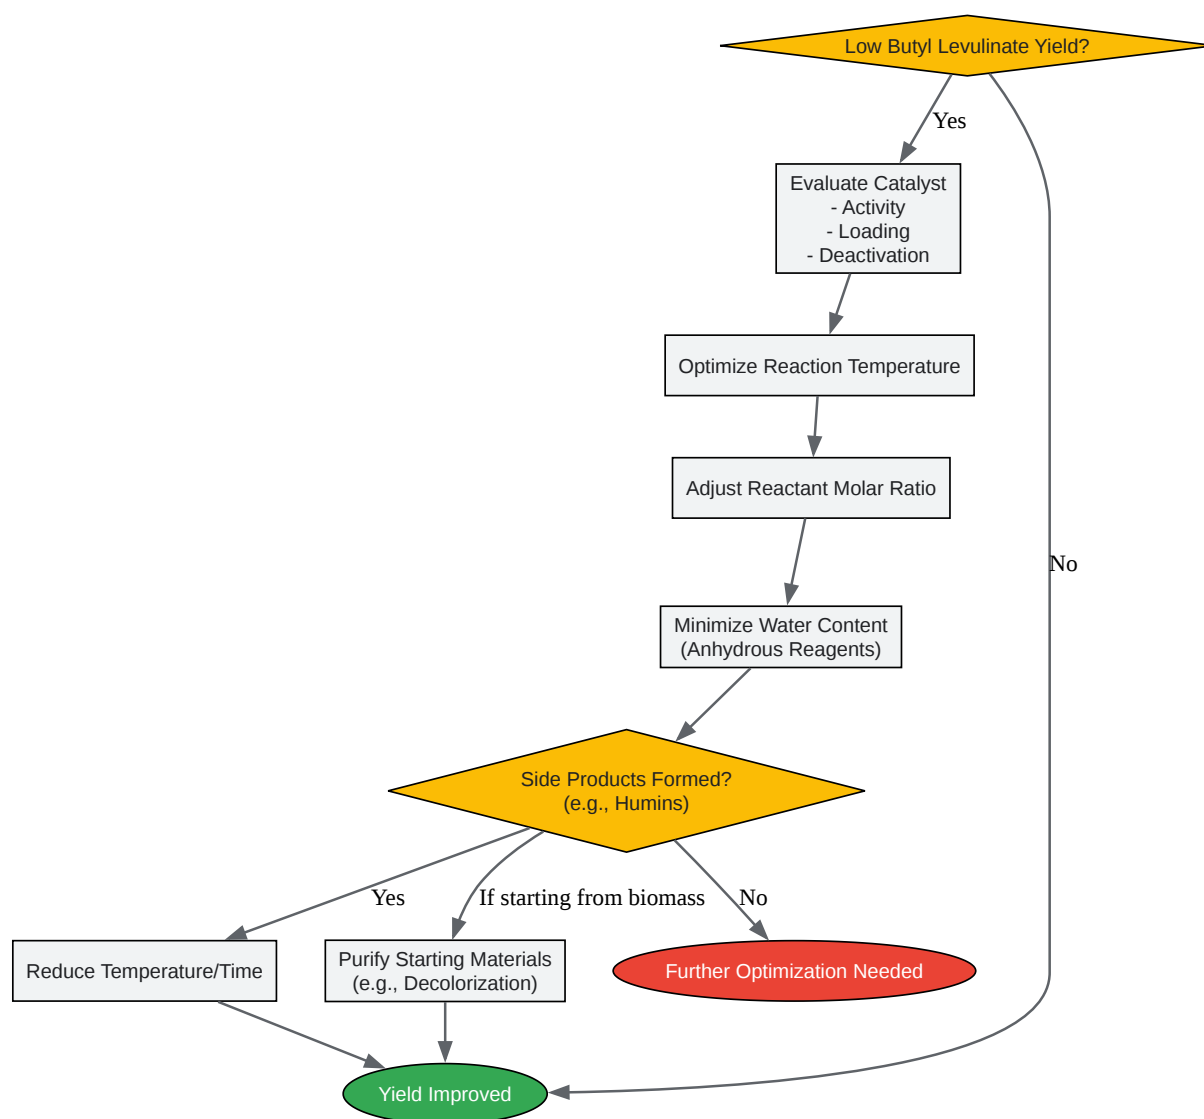 Low Butyl Levulinate Yield?
Yes
Evaluate Catalyst
- Activity
- Loading
- Deactivation
Optimize Reaction Temperature
Adjust Reactant Molar Ratio
No
Minimize Water Content
(Anhydrous Reagents)
Side Products Formed?
(e.g., Humins)
Yes
If starting from biomass
No
Reduce Temperature/Time
Purify Starting Materials
(e.g., Decolorization)
Further Optimization Needed
Yield Improved